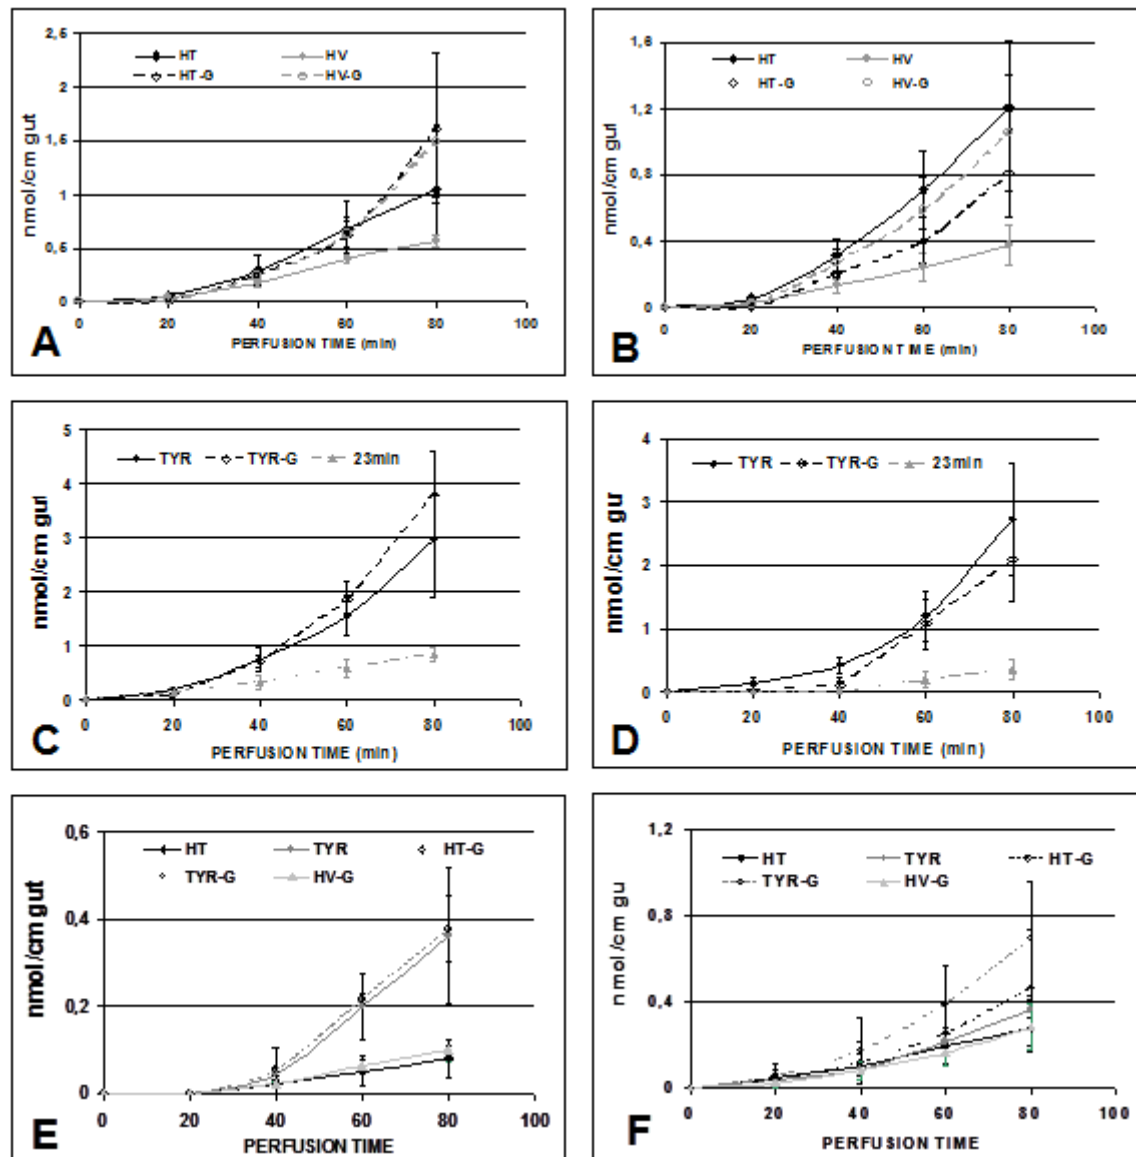 2,5
HT HV
HT-G HV-G
2
1,5
1
0,5
0
0 20 40 60 80 100
nmol/cm gut
PERFUSION TIME (min)
A
1,6
HT HV
HT-G HV-G
1,2
0,8
0,4
0
0 20 40 60 80 100
nmol/cm gut
PERFUSION TIME (min)
B
5
TYR TYR-G 23min
4
3
2
1
0
0 20 40 60 80 100
nmol/cm gut
PERFUSION TIME (min)
C
4
TYR TYR-G 23min
3
2
1
0
0 20 40 60 80 100
nmol/cm gu
PERFUSION TIME (min)
D
0,6
HT TYR HT-G
TYR-G HV-G
0,4
0,2
0
0 20 40 60 80 100
nmol/cm gut
PERFUSION TIME
E
1,2
HT TYR HT-G
TYR-G HV-G
0,8
0,4
0
0 20 40 60 80 100
nmol/cm gu
PERFUSION TIME
F